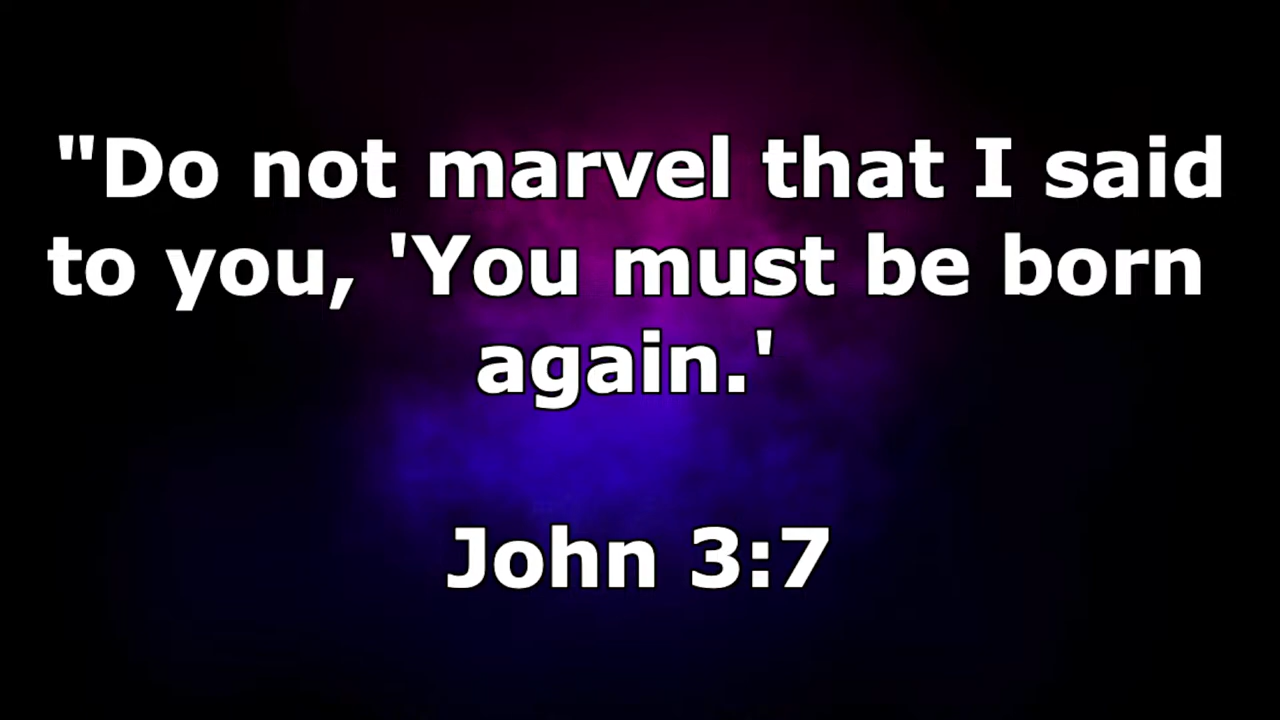 "Do not marvel that I said
to you, 'You must be born
again.'
John 3:7